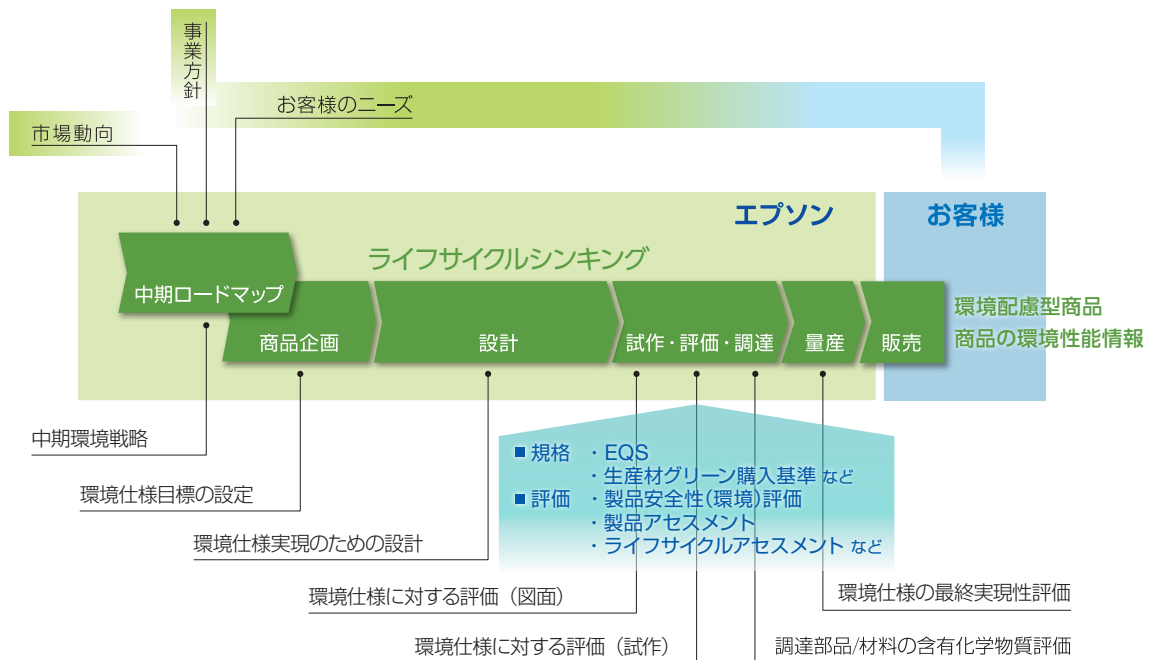 事業方針
お客様のニーズ
市場動向
エプソン
お客様
ライフサイクルシンキング
中期ロードマップ
商品企画
設計
試作・評価・調達
量産
販売
環境配慮型商品
商品の環境性能情報
中期環境戦略
環境仕様目標の設定
環境仕様実現のための設計
■ 規格 ・EQS
・生産材グリーン購入基準 など
■ 評価 ・製品安全性(環境)評価
・製品アセスメント
・ライフサイクルアセスメント など
環境仕様に対する評価（図面）
環境仕様の最終実現性評価
環境仕様に対する評価（試作）
調達部品/材料の含有化学物質評価